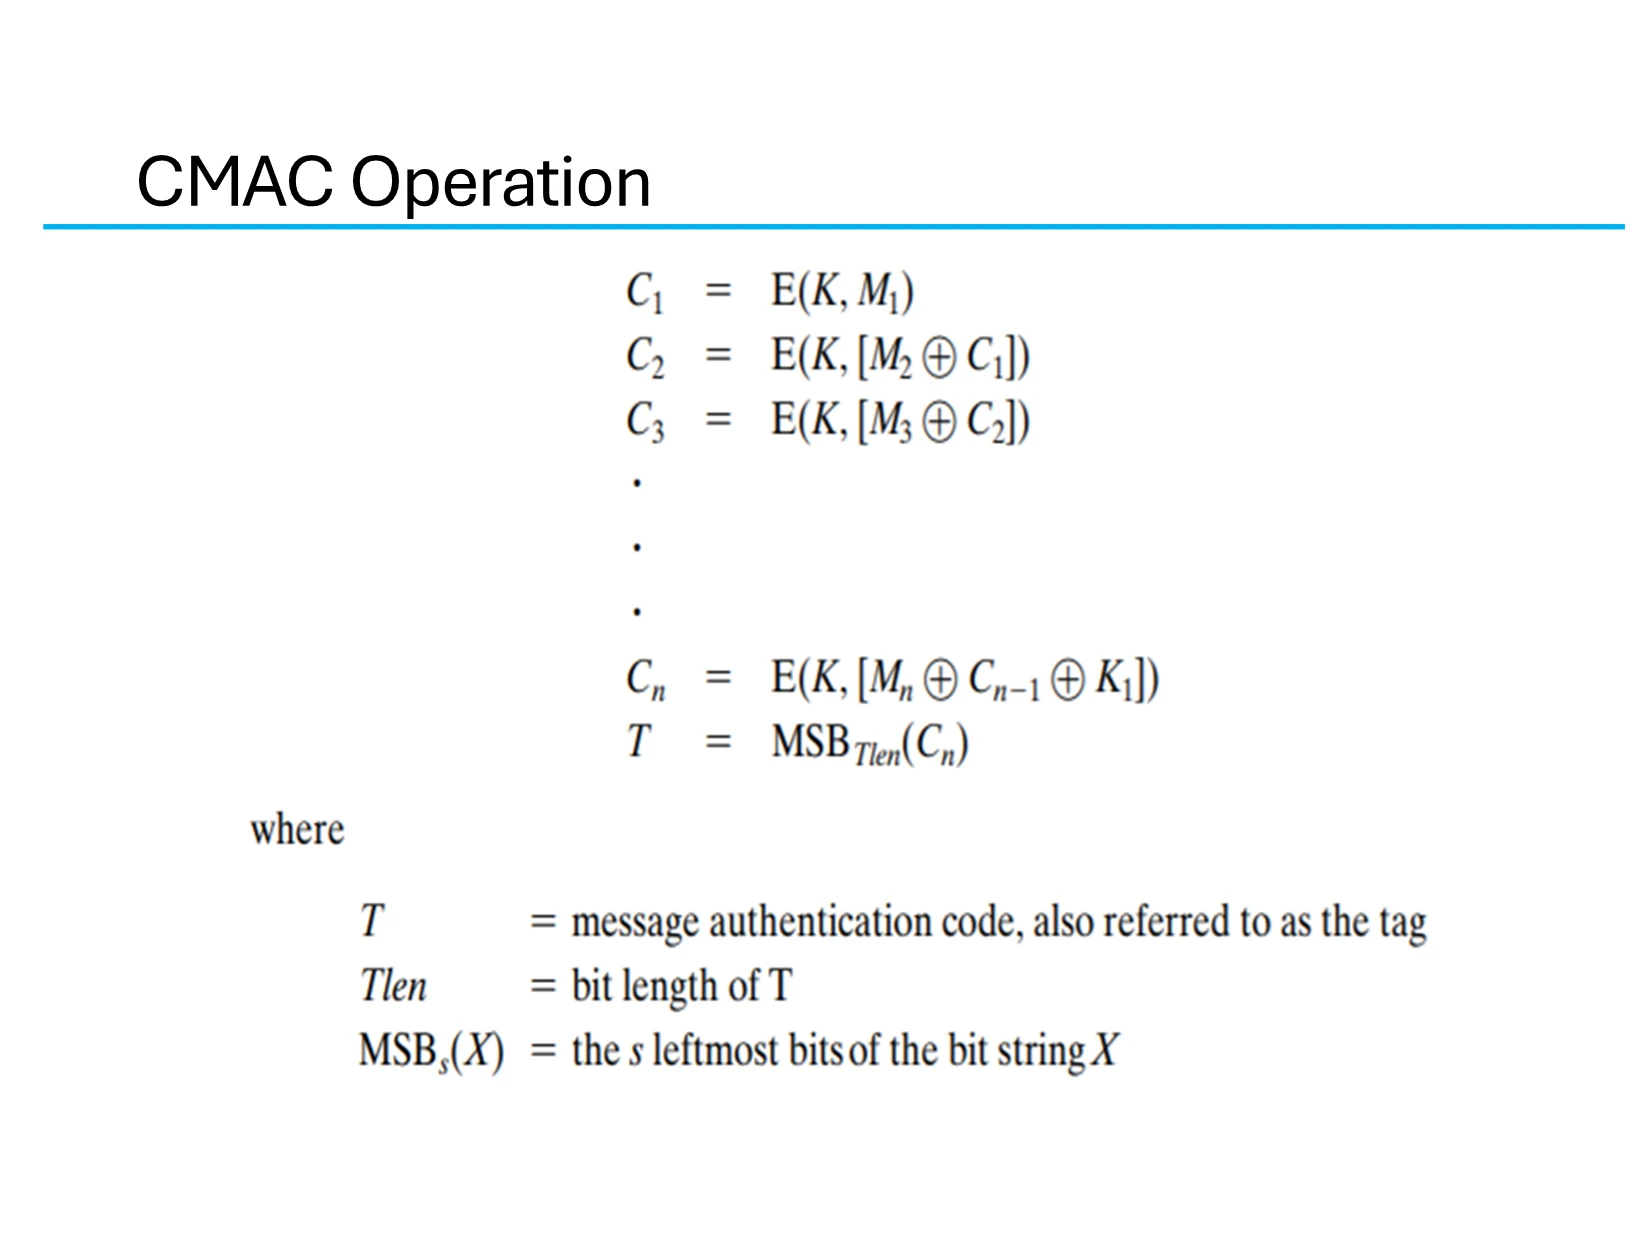 CMAC Operation
C₁ = E(K, M₁)
C₂ = E(K, [M₂ ⊕ C₁])
C₃ = E(K, [M₃ ⊕ C₂])
.
.
.
Cₙ = E(K, [Mₙ ⊕ Cₙ₋₁ ⊕ K₁])
T = MSB_Tlen(Cₙ)
where
T = message authentication code, also referred to as the tag
Tlen = bit length of T
MSBₛ(X) = the s leftmost bits of the bit string X